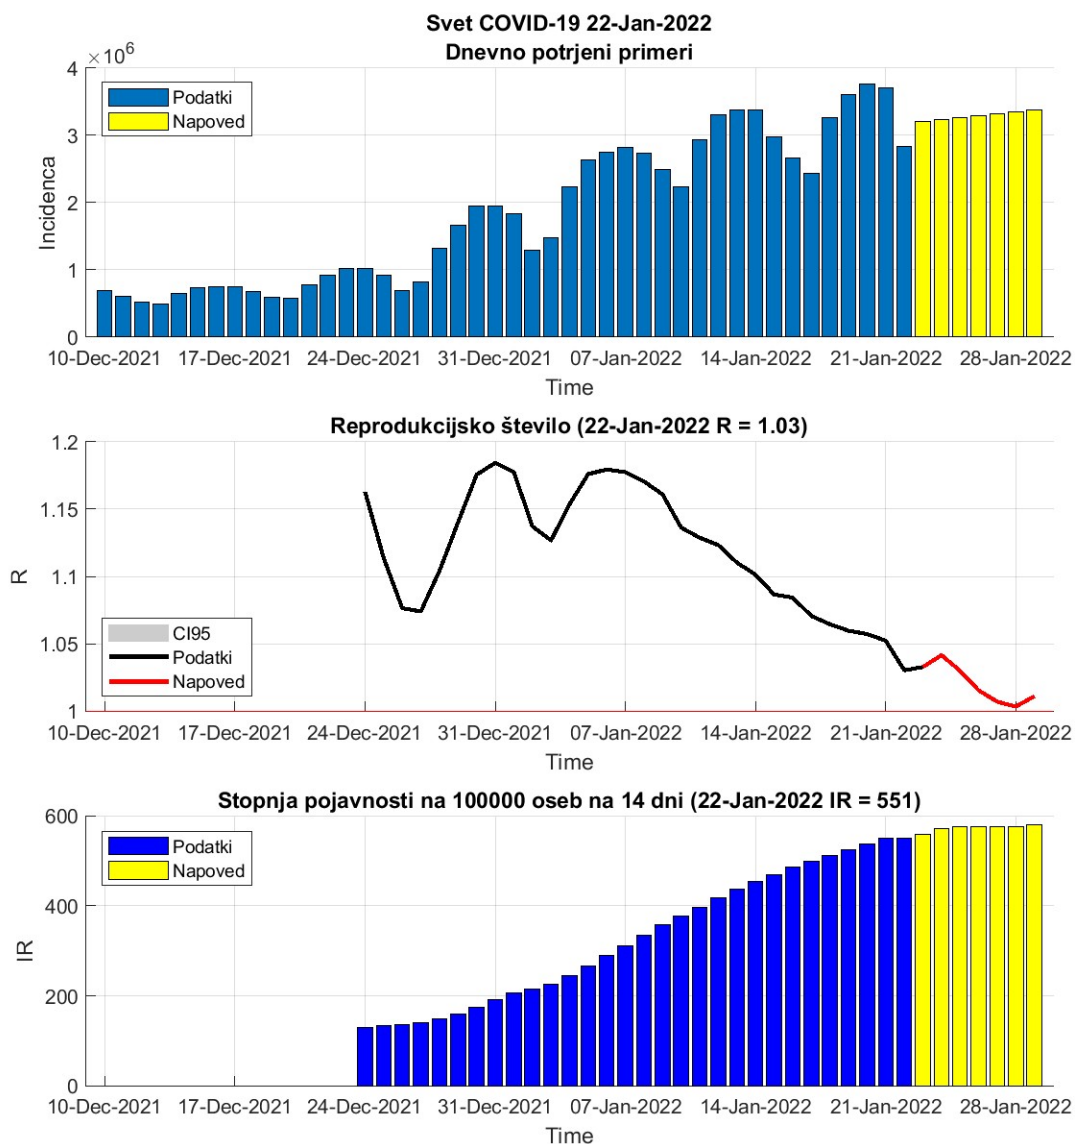 Svet COVID-19 22-Jan-2022
Dnevno potrjeni primeri
×10⁶
4
3
2
1
0
Incidenca
Podatki
Napoved
10-Dec-2021 17-Dec-2021 24-Dec-2021 31-Dec-2021 07-Jan-2022 14-Jan-2022 21-Jan-2022 28-Jan-2022
Time
Reprodukcijsko število (22-Jan-2022 R = 1.03)
1.2
1.15
1.1
1.05
1
R
CI95
Podatki
Napoved
10-Dec-2021 17-Dec-2021 24-Dec-2021 31-Dec-2021 07-Jan-2022 14-Jan-2022 21-Jan-2022 28-Jan-2022
Time
Stopnja pojavnosti na 100000 oseb na 14 dni (22-Jan-2022 IR = 551)
600
400
200
0
IR
Podatki
Napoved
10-Dec-2021 17-Dec-2021 24-Dec-2021 31-Dec-2021 07-Jan-2022 14-Jan-2022 21-Jan-2022 28-Jan-2022
Time